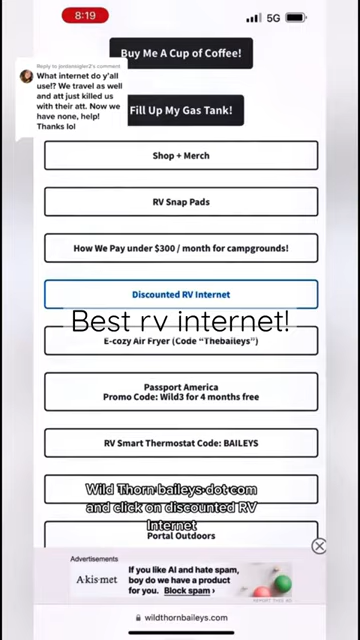 8:19
5G
Buy Me A Cup of Coffee!
Reply to jordansigler2's comment
What internet do y'all
use!? We travel as well
and att just killed us
with their att. Now we
have none, help!
Thanks lol
Fill Up My Gas Tank!
Shop + Merch
RV Snap Pads
How We Pay under $300 / month for campgrounds!
Discounted RV Internet
Best rv internet!
E-cozy Air Fryer (Code "Thebaileys")
Passport America
Promo Code: Wild3 for 4 months free
RV Smart Thermostat Code: BAILEYS
Wild Thorn baileys dot com
and click on discounted RV
Internet
Portal Outdoors
Advertisements
Akismet
If you like AI and hate spam,
boy do we have a product
for you. Block spam ›
REPORT THIS AD
wildthornbaileys.com